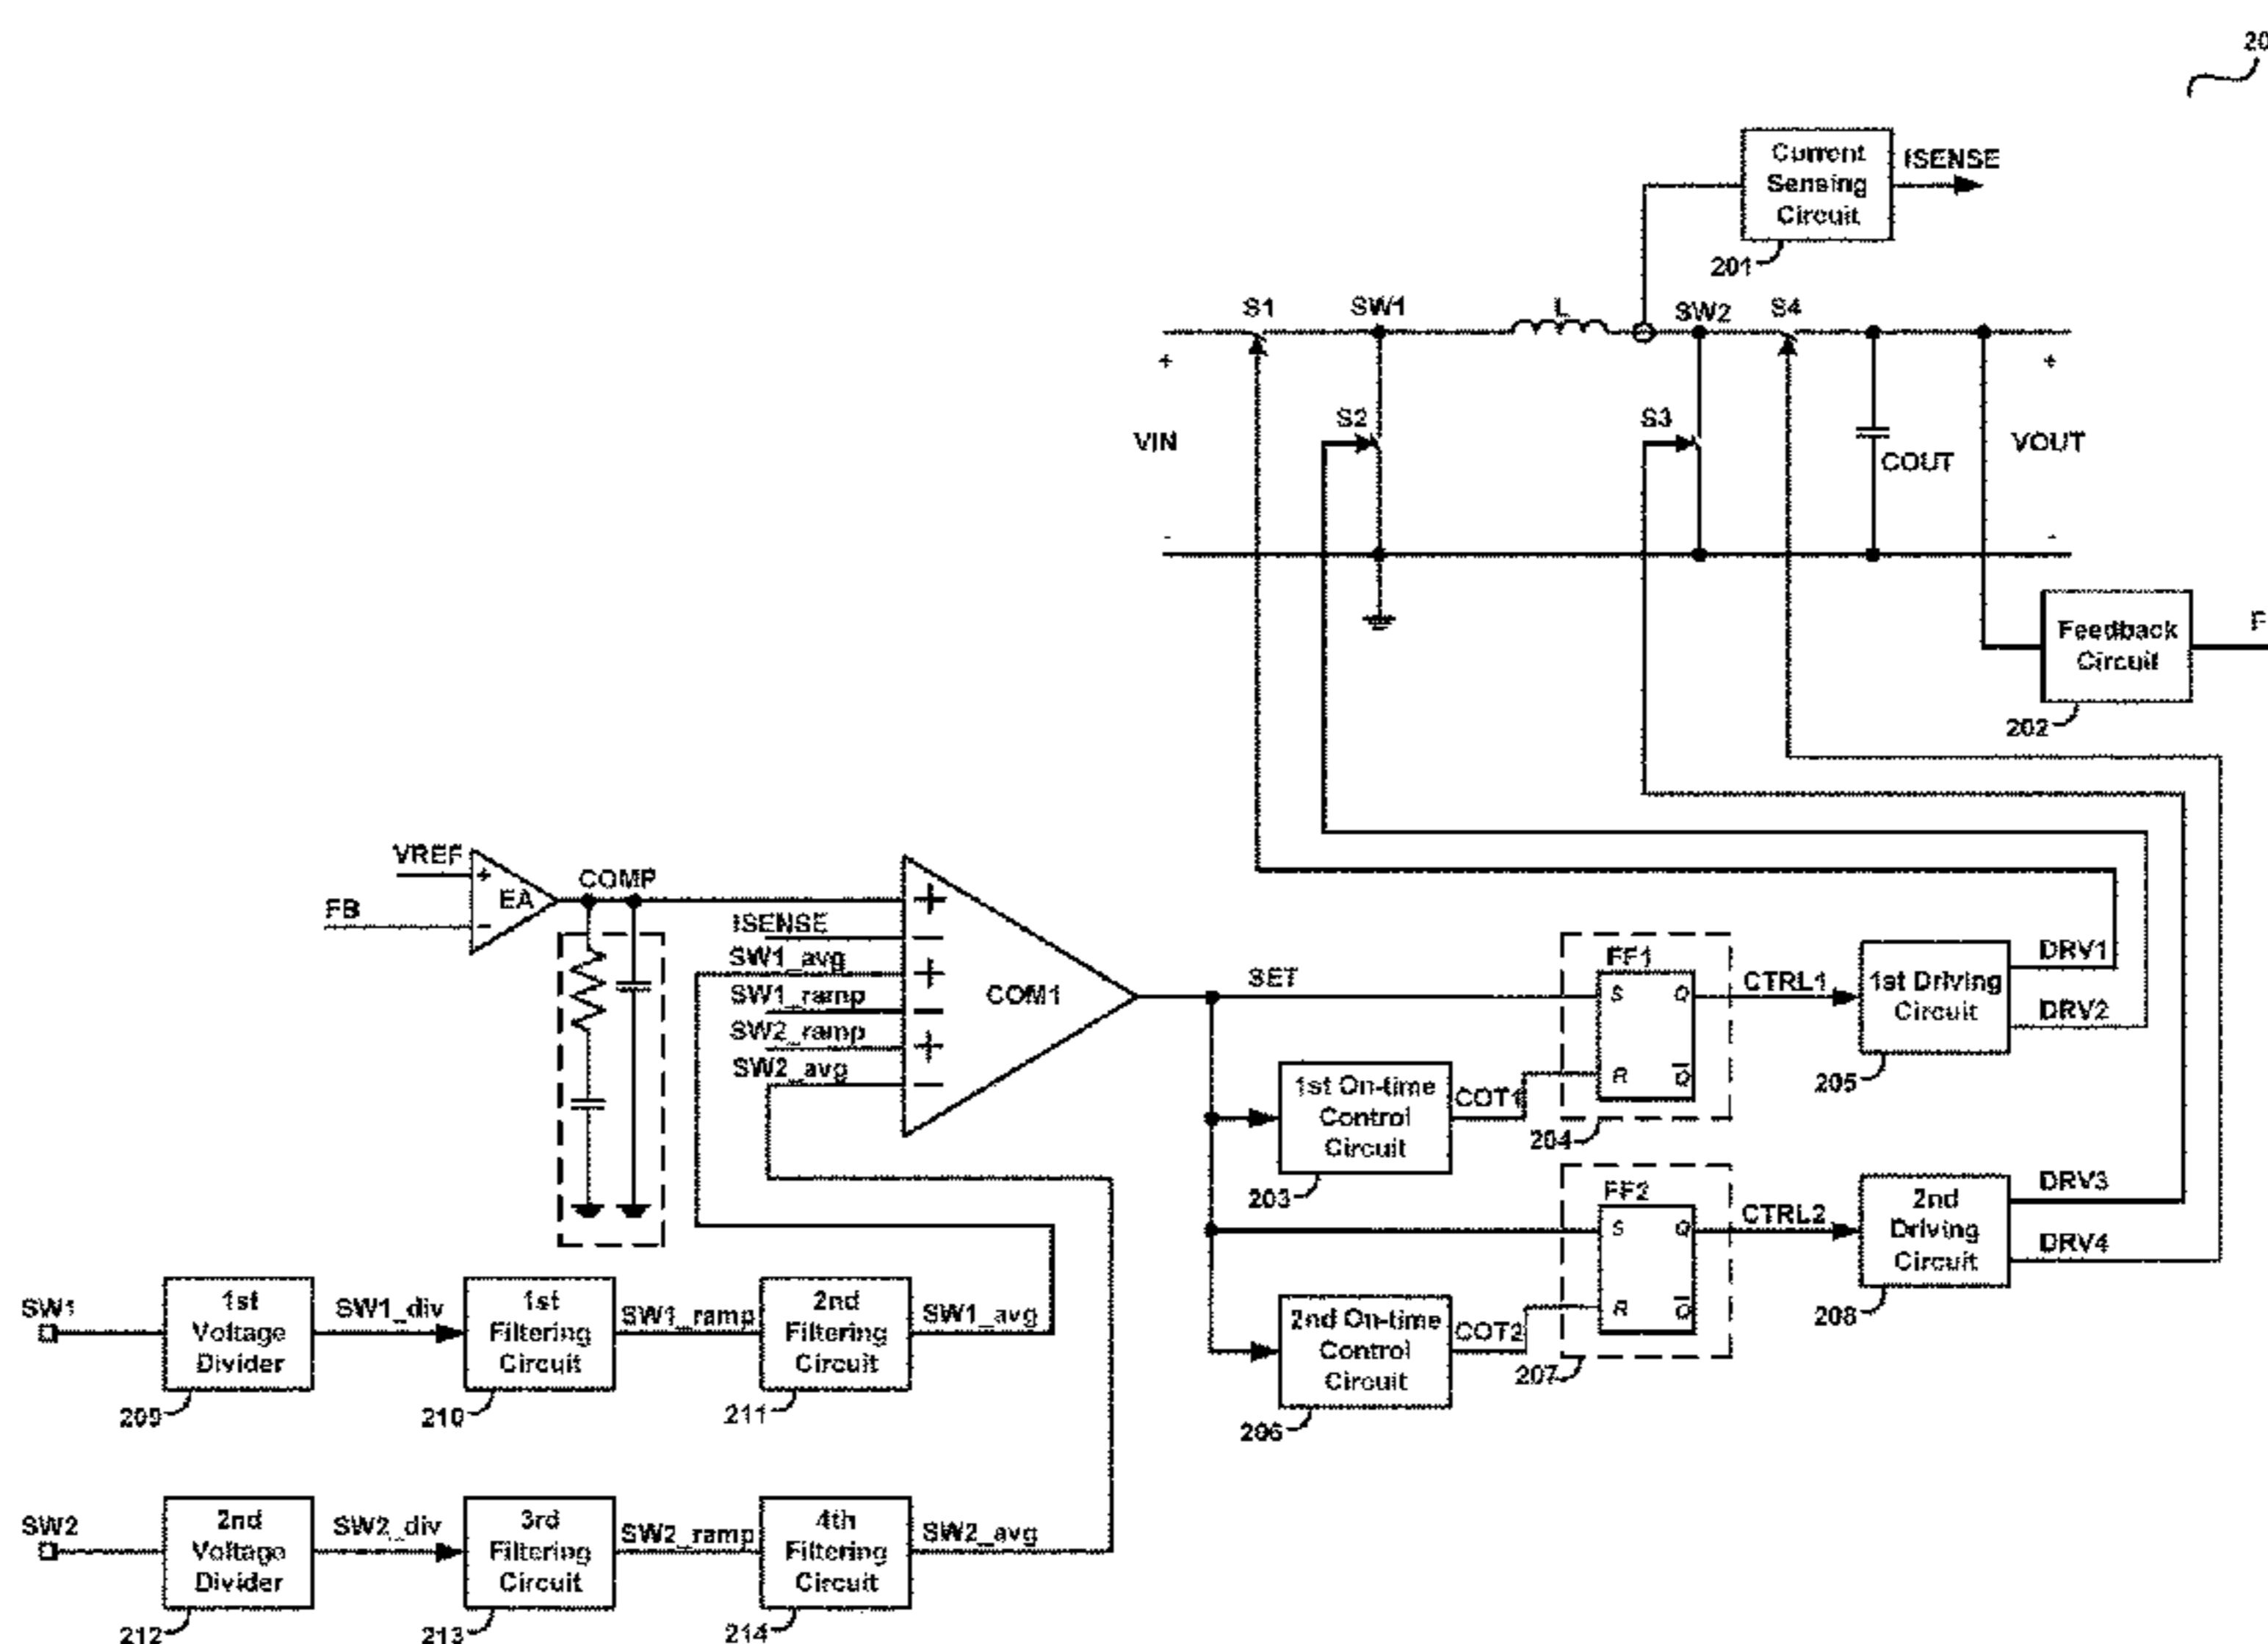 20
Current
Sensing
Circuit
ISENSE
201
S1
SW1
L
SW2
S4
+
+
S2
S3
VIN
COUT
VOUT
-
-
Feedback
Circuit
F
202
VREF
+
EA
COMP
FB
-
+
ISENSE
-
SW1_avg
+
SW1_ramp
-
SW2_ramp
+
SW2_avg
-
COM1
SET
FF1
S
Q
R
Q
CTRL1
1st Driving
Circuit
DRV1
DRV2
205
1st On-time
Control
Circuit
COT1
204
203
FF2
S
Q
R
Q
CTRL2
2nd
Driving
Circuit
DRV3
DRV4
208
2nd On-time
Control
Circuit
COT2
207
206
SW1
1st
Voltage
Divider
SW1_div
1st
Filtering
Circuit
SW1_ramp
2nd
Filtering
Circuit
SW1_avg
209
210
211
SW2
2nd
Voltage
Divider
SW2_div
3rd
Filtering
Circuit
SW2_ramp
4th
Filtering
Circuit
SW2_avg
212
213
214